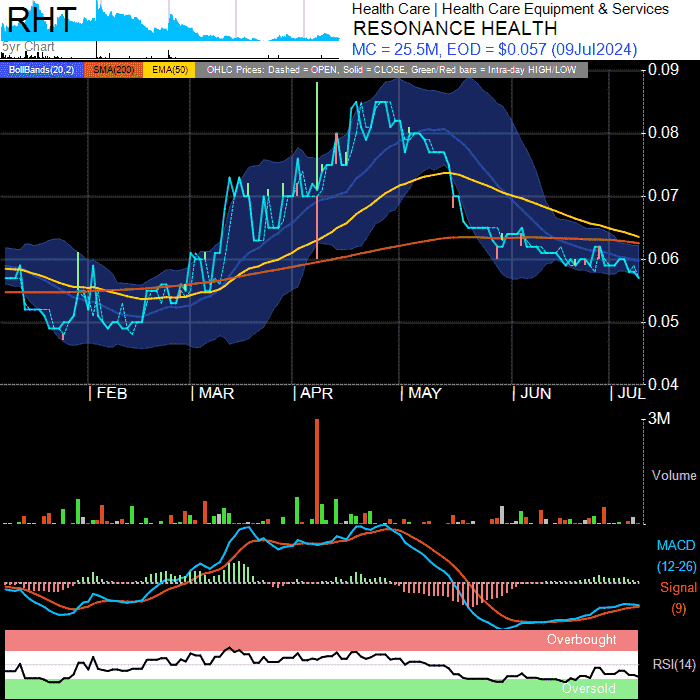 RHT
5yr Chart
Health Care | Health Care Equipment & Services
RESONANCE HEALTH
MC = 25.5M, EOD = $0.057 (09Jul2024)
BollBands(20,2) SMA(200) EMA(50) OHLC Prices: Dashed = OPEN, Solid = CLOSE, Green/Red bars = Intra-day HIGH/LOW
0.09
0.08
0.07
0.06
0.05
0.04
FEB MAR APR MAY JUN JUL
3M
Volume
MACD
(12-26)
Signal
(9)
Overbought
RSI(14)
Oversold